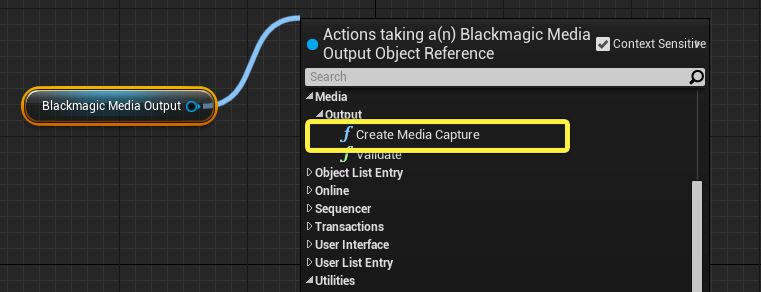 Blackmagic Media Output
Actions taking a(n) Blackmagic Media
Output Object Reference
Context Sensitive
Search
Media
Output
f Create Media Capture
f Validate
Object List Entry
Online
Sequencer
Transactions
User Interface
User List Entry
Utilities